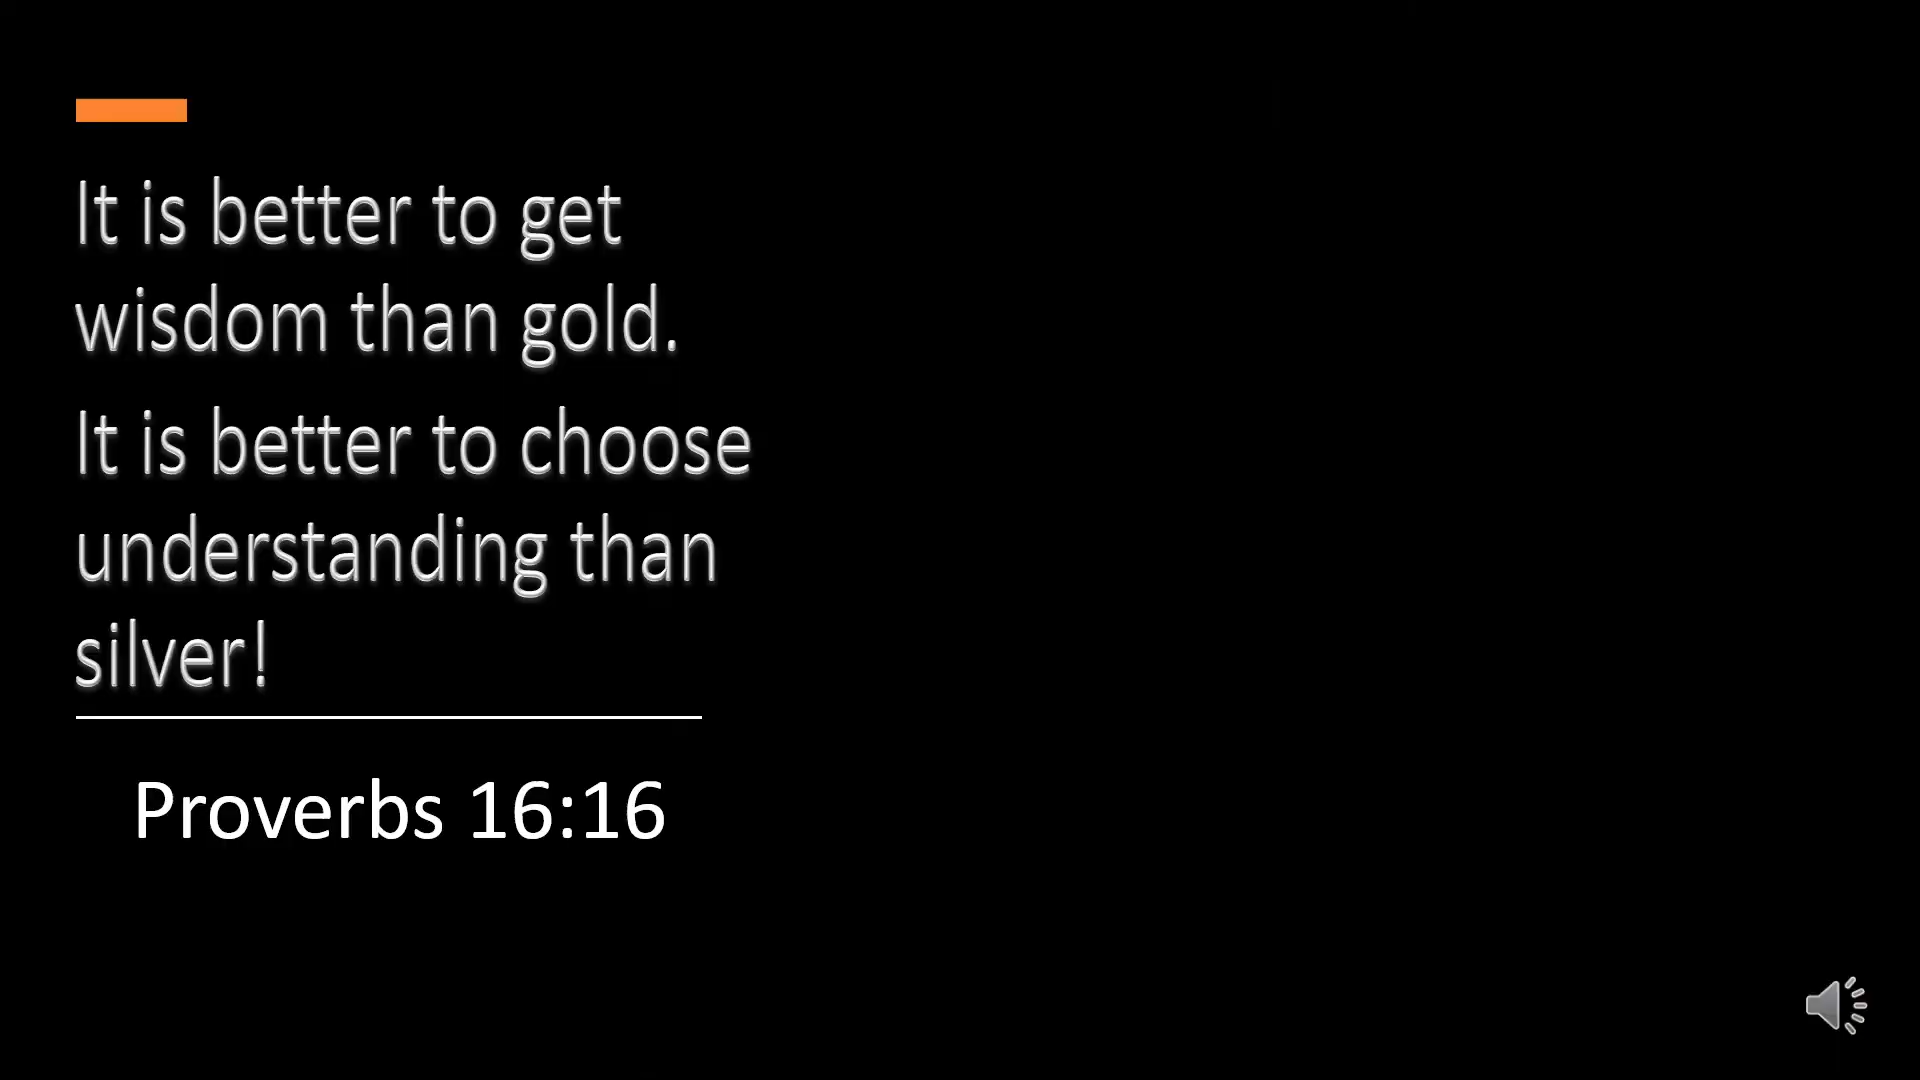 It is better to get
wisdom than gold.
It is better to choose
understanding than
silver!
Proverbs 16:16